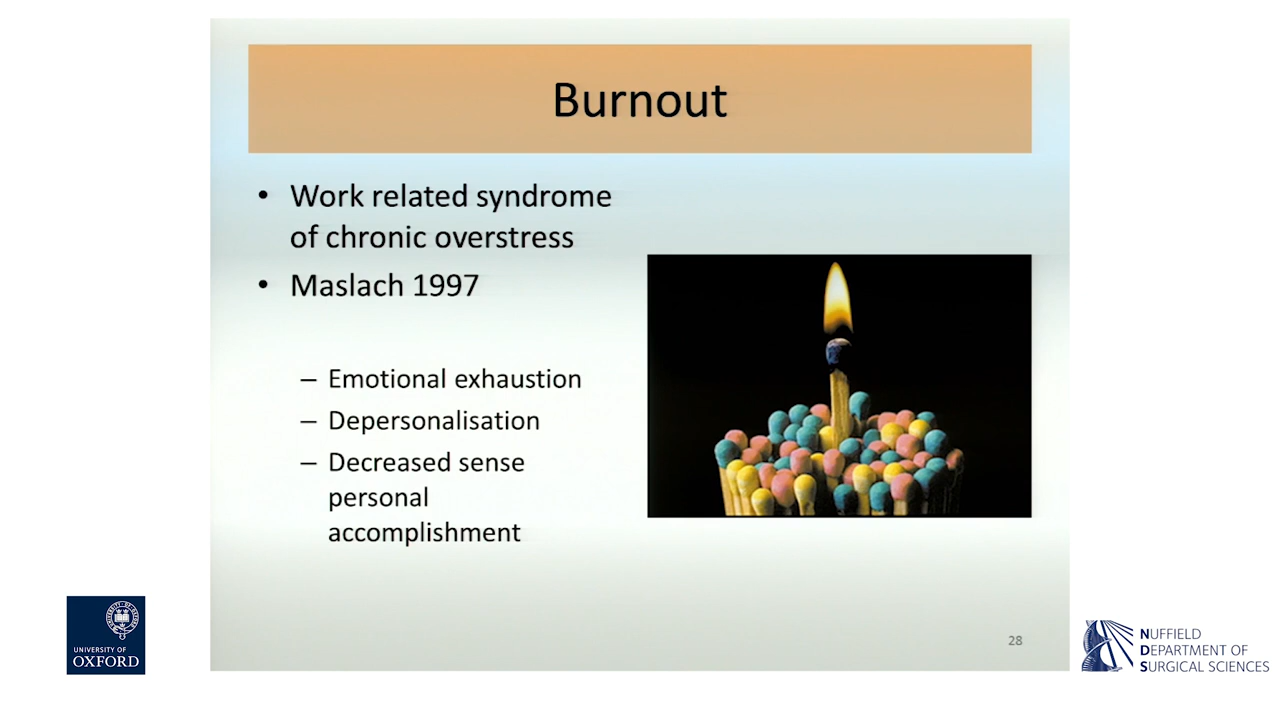 Burnout
• Work related syndrome
of chronic overstress
• Maslach 1997
– Emotional exhaustion
– Depersonalisation
– Decreased sense
personal
accomplishment
28
UNIVERSITY OF
OXFORD
NUFFIELD
DEPARTMENT OF
SURGICAL SCIENCES